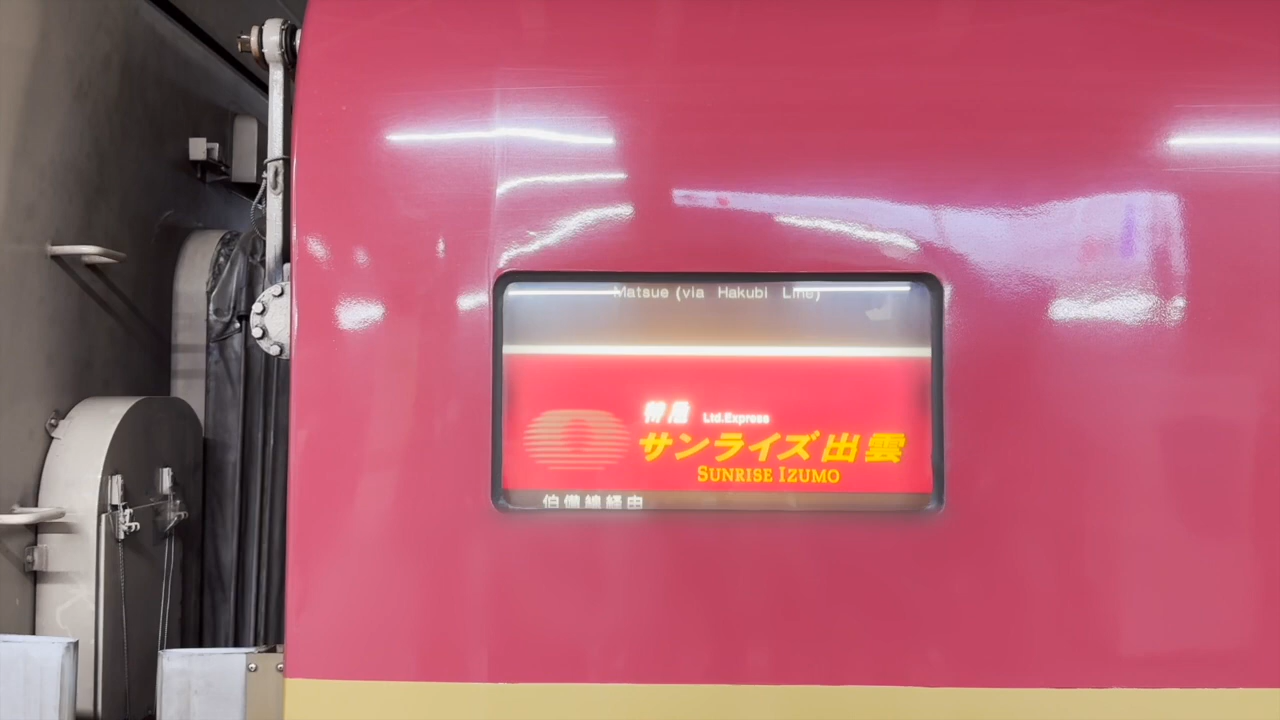 Matsue (via Hakubi Line)
特急 Ltd.Express
サンライズ出雲
SUNRISE IZUMO
伯備線経由